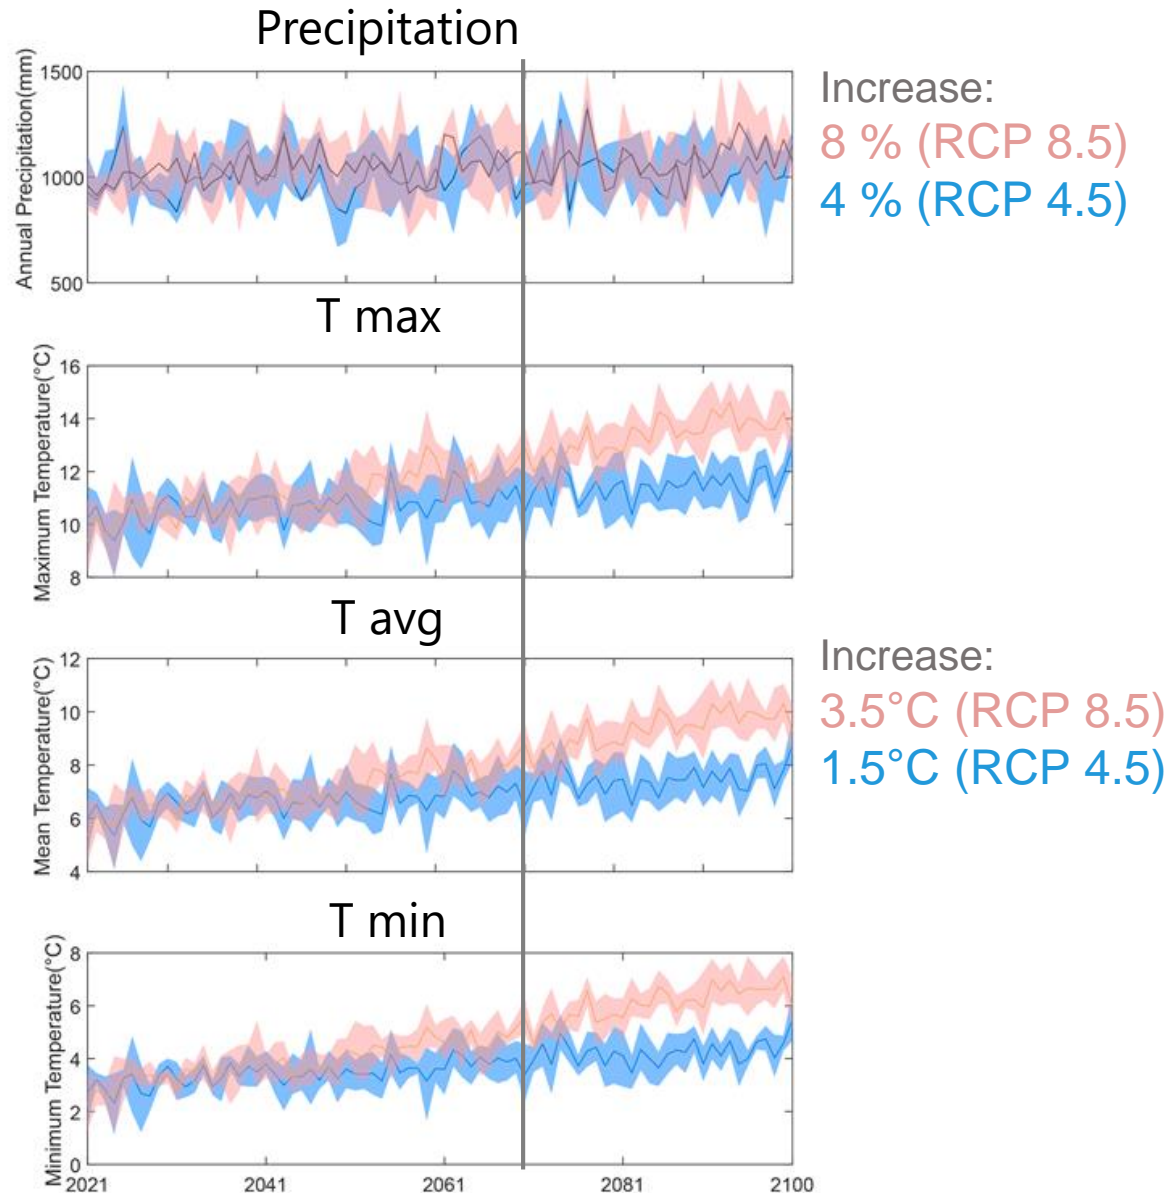 Precipitation
Annual Precipitation(mm)
1500
1000
500
Increase:
8 % (RCP 8.5)
4 % (RCP 4.5)
T max
Maximum Temperature(°C)
16
14
12
10
8
T avg
Mean Temperature(°C)
12
10
8
6
4
Increase:
3.5°C (RCP 8.5)
1.5°C (RCP 4.5)
T min
Minimum Temperature(°C)
8
6
4
2
0
2021 2041 2061 2081 2100